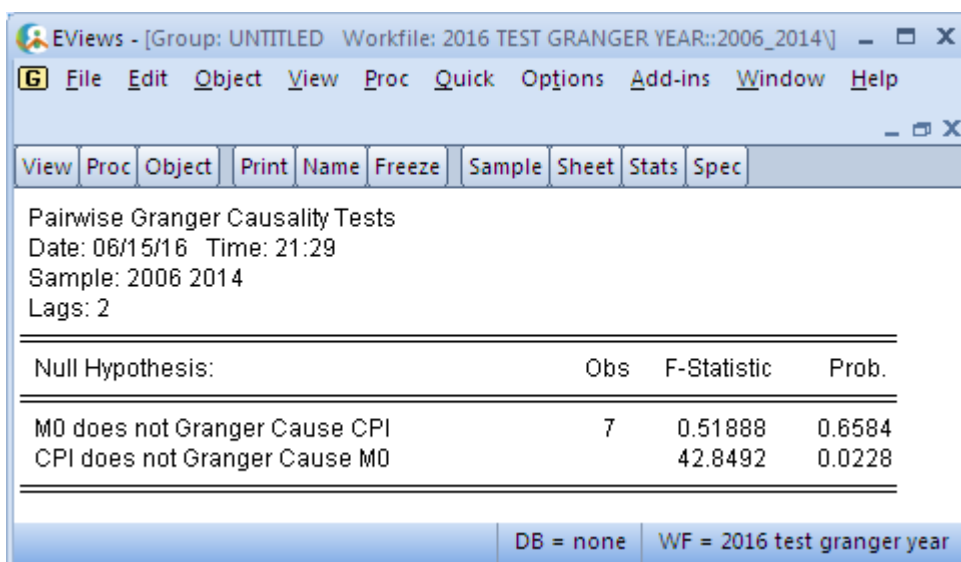 EViews - [Group: UNTITLED Workfile: 2016 TEST GRANGER YEAR::2006_2014\]
G File Edit Object View Proc Quick Options Add-ins Window Help
View Proc Object Print Name Freeze Sample Sheet Stats Spec
Pairwise Granger Causality Tests
Date: 06/15/16 Time: 21:29
Sample: 2006 2014
Lags: 2
Null Hypothesis: Obs F-Statistic Prob.
M0 does not Granger Cause CPI 7 0.51888 0.6584
CPI does not Granger Cause M0 42.8492 0.0228
DB = none WF = 2016 test granger year